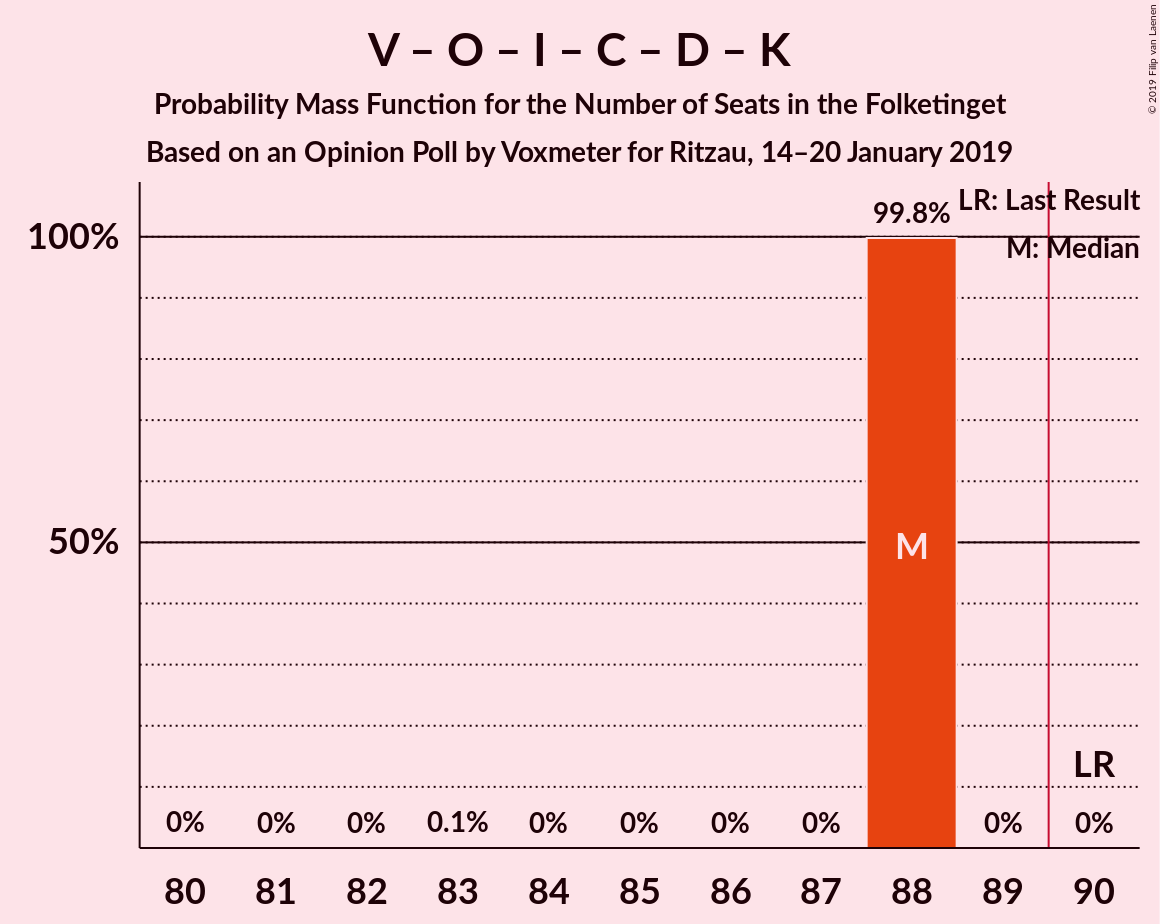 V – O – I – C – D – K
Probability Mass Function for the Number of Seats in the Folketinget
Based on an Opinion Poll by Voxmeter for Ritzau, 14–20 January 2019
© 2019 Filip van Laenen
LR: Last Result
M: Median
99.8%
100%
50%
M
LR
0% 0% 0% 0.1% 0% 0% 0% 0% 0% 0%
80 81 82 83 84 85 86 87 88 89 90